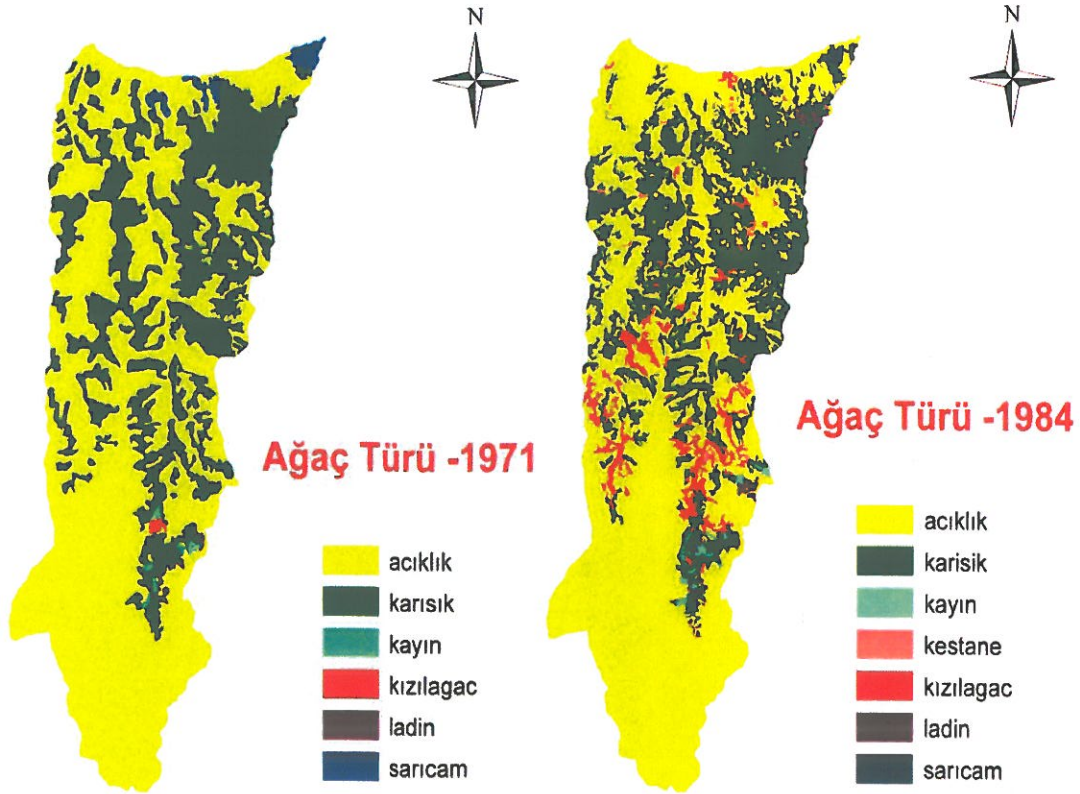 N
Ağaç Türü -1971
acıklık
karısık
kayın
kızılagac
ladin
sarıcam
N
Ağaç Türü -1984
acıklık
karisik
kayın
kestane
kızılagac
ladin
sarıcam